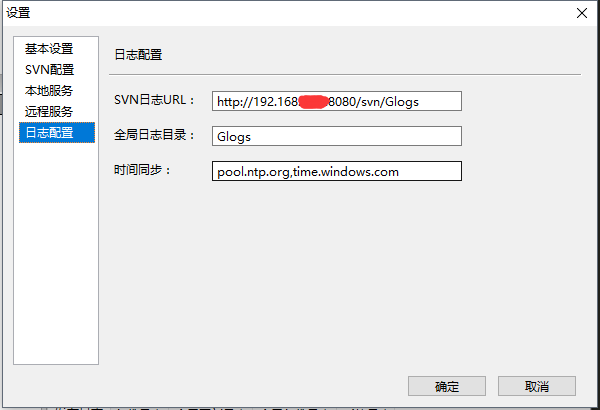 设置
基本设置
SVN配置
本地服务
远程服务
日志配置
日志配置
SVN日志URL： http://192.168 8080/svn/Glogs
全局日志目录： Glogs
时间同步： pool.ntp.org,time.windows.com
确定 取消